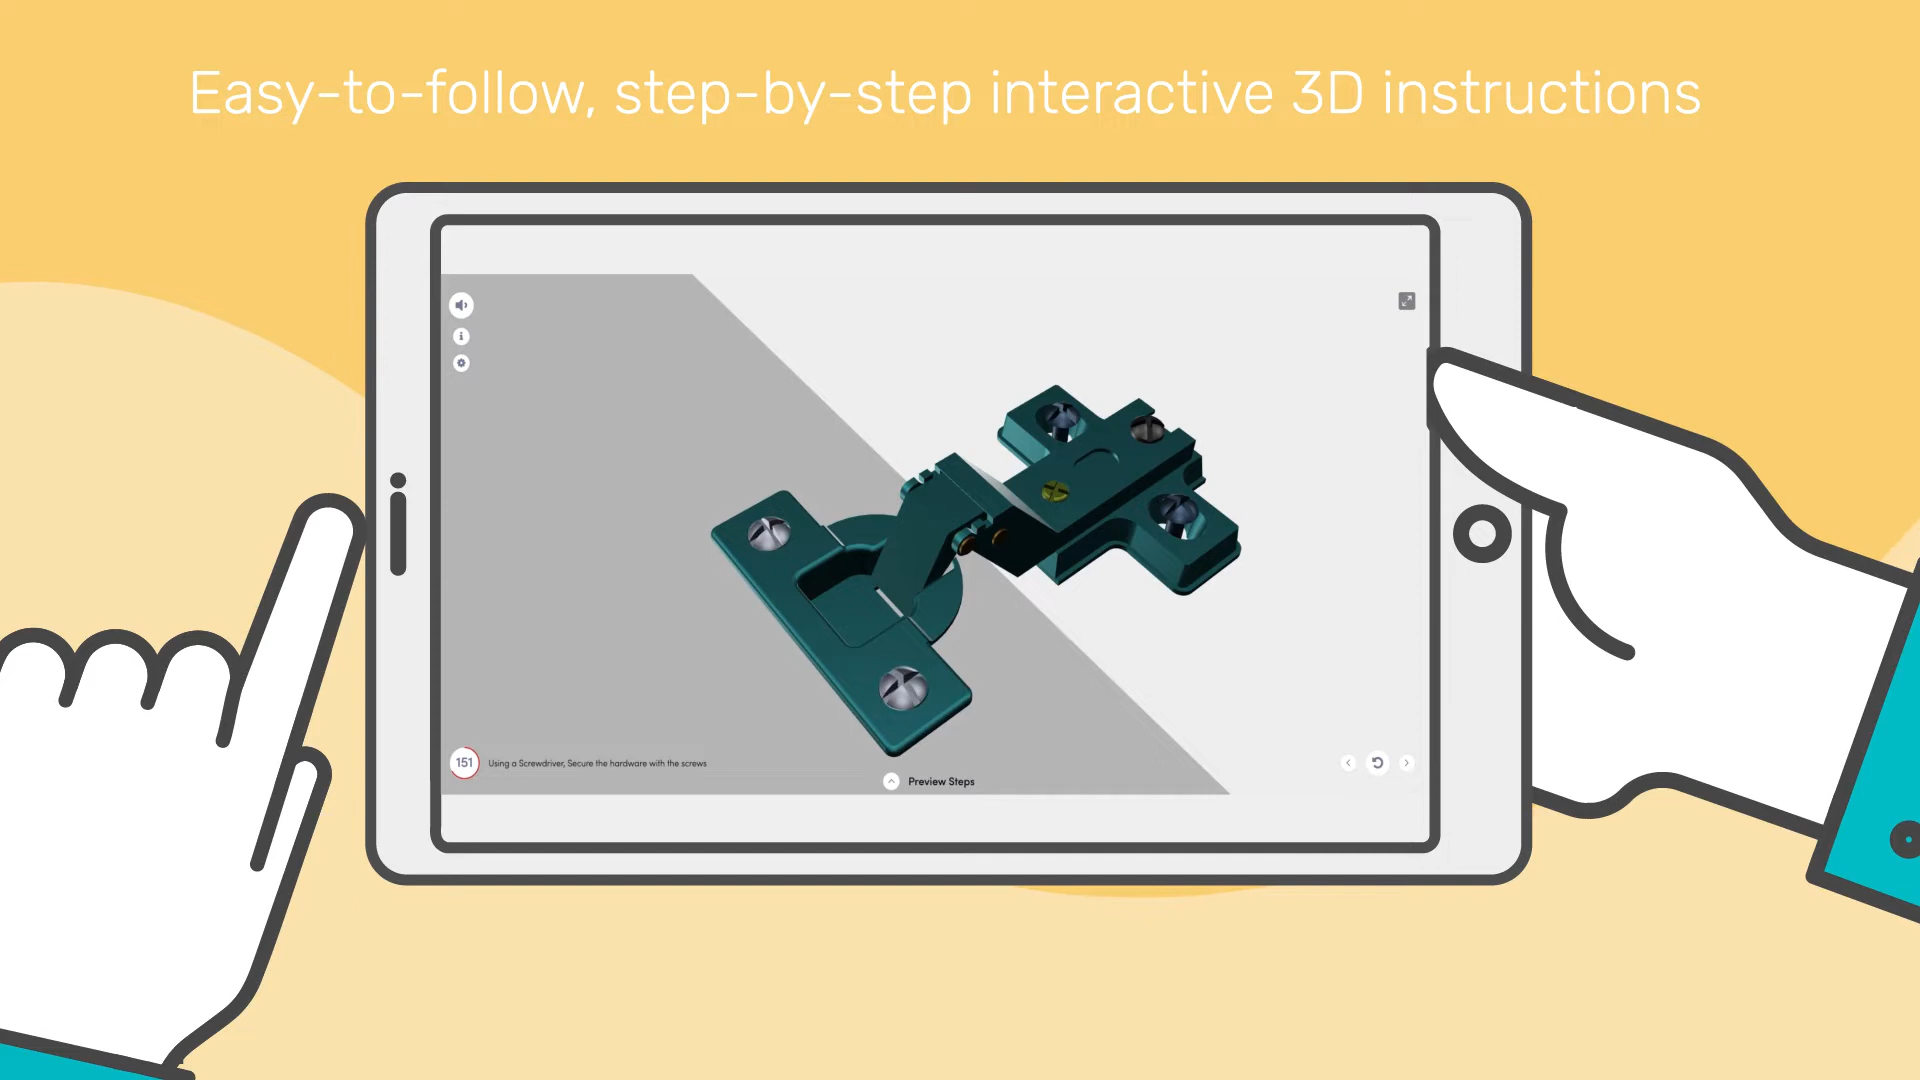 Easy-to-follow, step-by-step interactive 3D instructions
151
Using a Screwdriver, Secure the hardware with the screws
Preview Steps